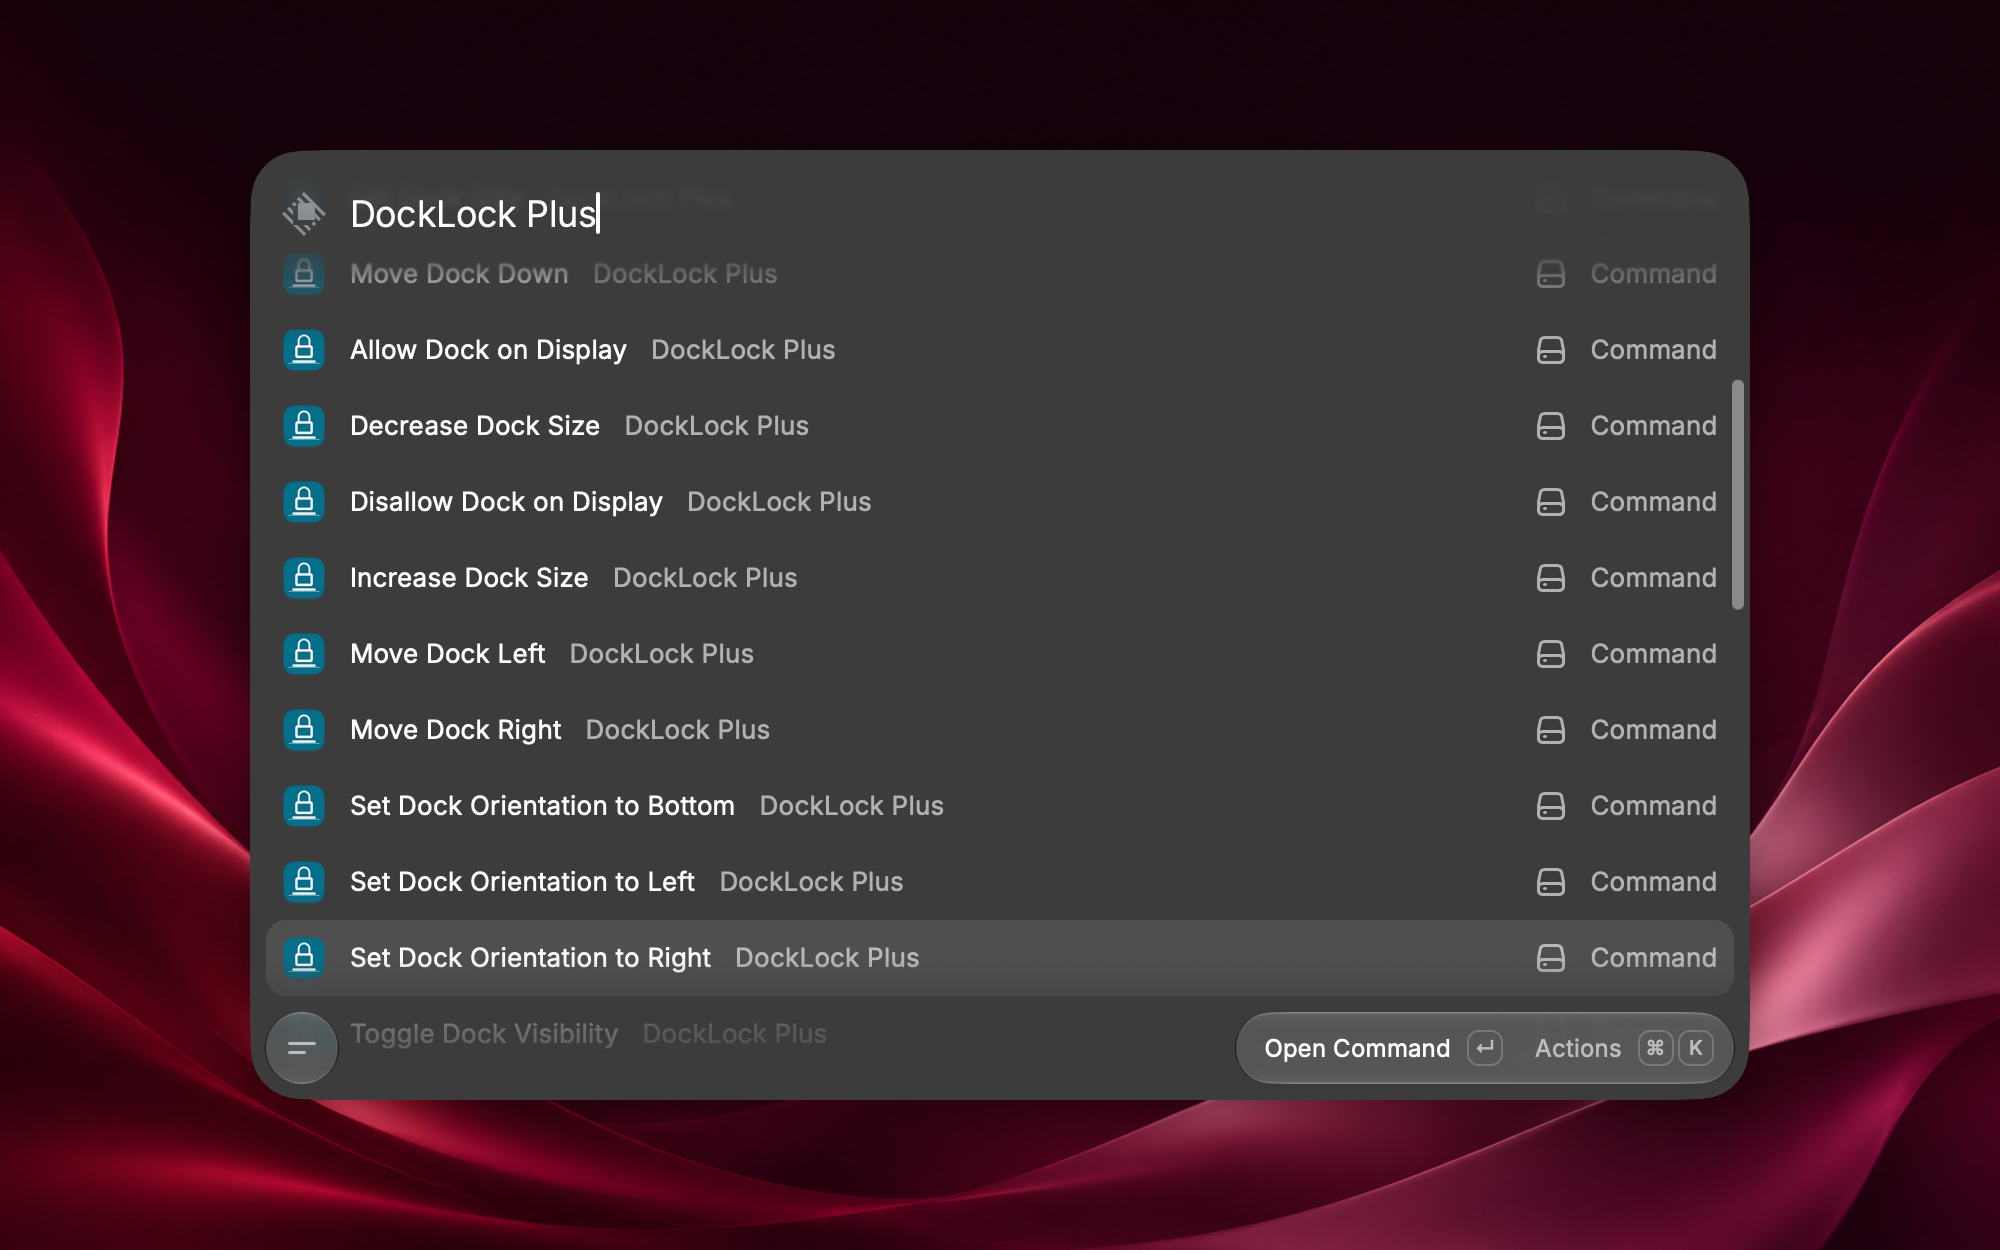 DockLock Plus
Move Dock Down DockLock Plus Command
Allow Dock on Display DockLock Plus Command
Decrease Dock Size DockLock Plus Command
Disallow Dock on Display DockLock Plus Command
Increase Dock Size DockLock Plus Command
Move Dock Left DockLock Plus Command
Move Dock Right DockLock Plus Command
Set Dock Orientation to Bottom DockLock Plus Command
Set Dock Orientation to Left DockLock Plus Command
Set Dock Orientation to Right DockLock Plus Command
Toggle Dock Visibility DockLock Plus
Open Command ↵ Actions ⌘ K